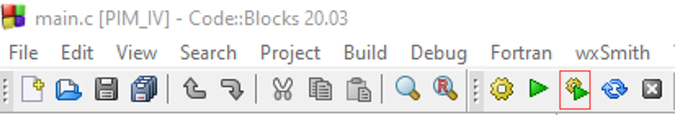 main.c [PIM_IV] - Code::Blocks 20.03
File Edit View Search Project Build Debug Fortran wxSmith